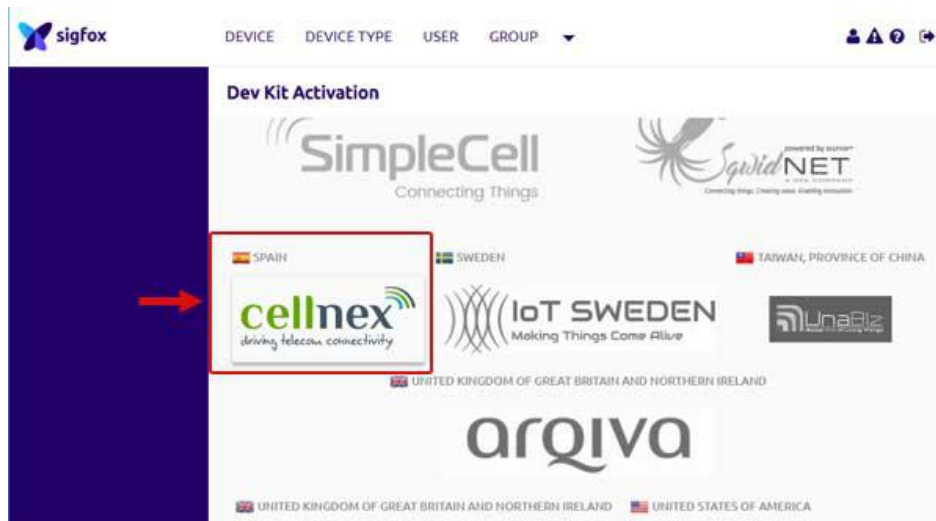 sigfox
DEVICE DEVICE TYPE USER GROUP
Dev Kit Activation
SimpleCell
Connecting Things
Sqwid NET
SPAIN
SWEDEN
TAIWAN, PROVINCE OF CHINA
cellnex
driving telecom connectivity
IoT SWEDEN
Making Things Come Alive
UnaBiz
UNITED KINGDOM OF GREAT BRITAIN AND NORTHERN IRELAND
arqiva
UNITED KINGDOM OF GREAT BRITAIN AND NORTHERN IRELAND
UNITED STATES OF AMERICA